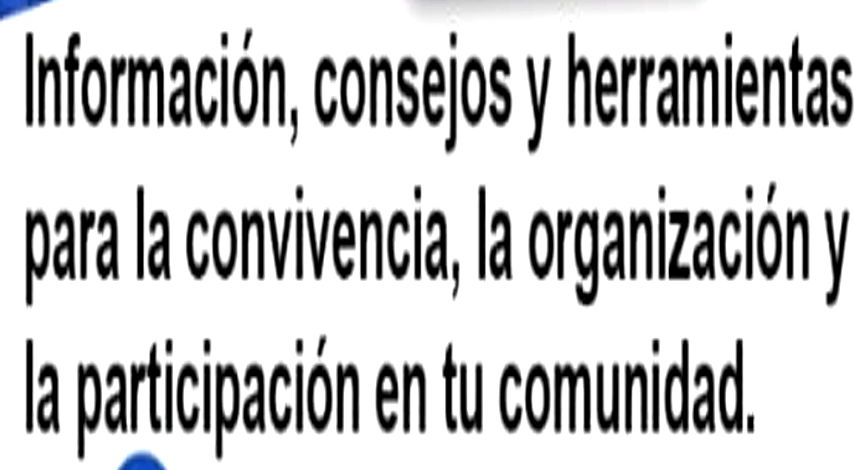 Información, consejos y herramientas
para la convivencia, la organización y
la participación en tu comunidad.